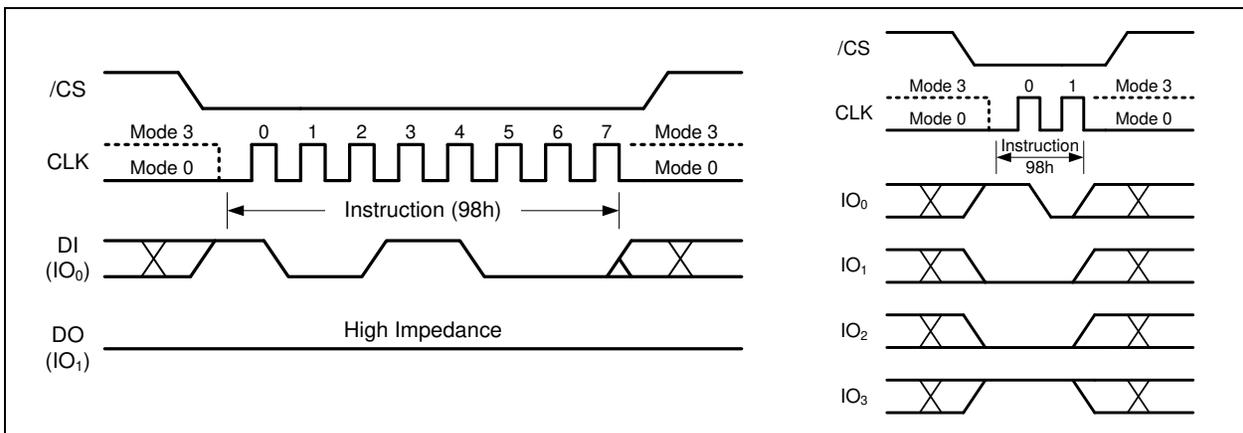 /CS
Mode 3 0 1 2 3 4 5 6 7 Mode 3
CLK
Mode 0 Mode 0
Instruction (98h)
DI
(IO₀)
High Impedance
DO
(IO₁)
/CS
Mode 3 0 1 Mode 3
CLK
Mode 0 Mode 0
Instruction
98h
IO₀
IO₁
IO₂
IO₃